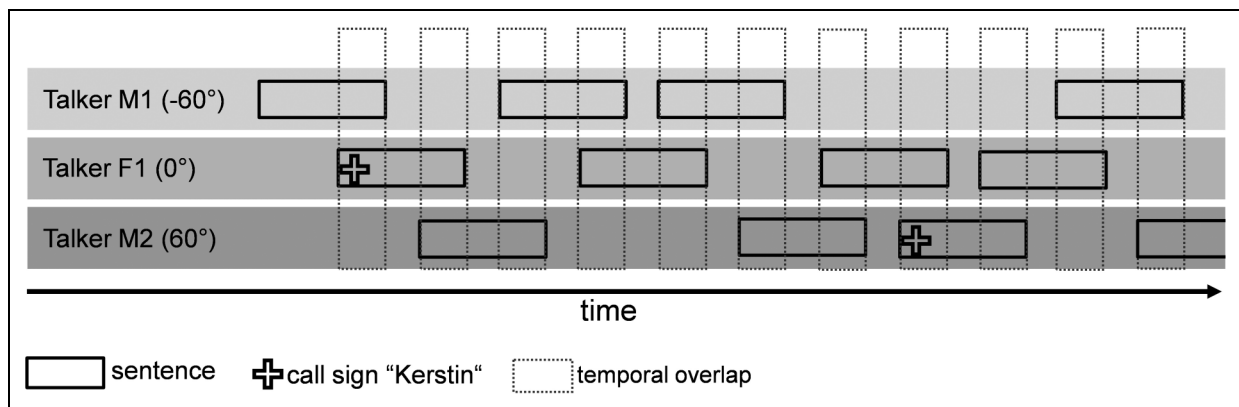 Talker M1 (-60°)
Talker F1 (0°)
Talker M2 (60°)
time
sentence
call sign “Kerstin“
temporal overlap